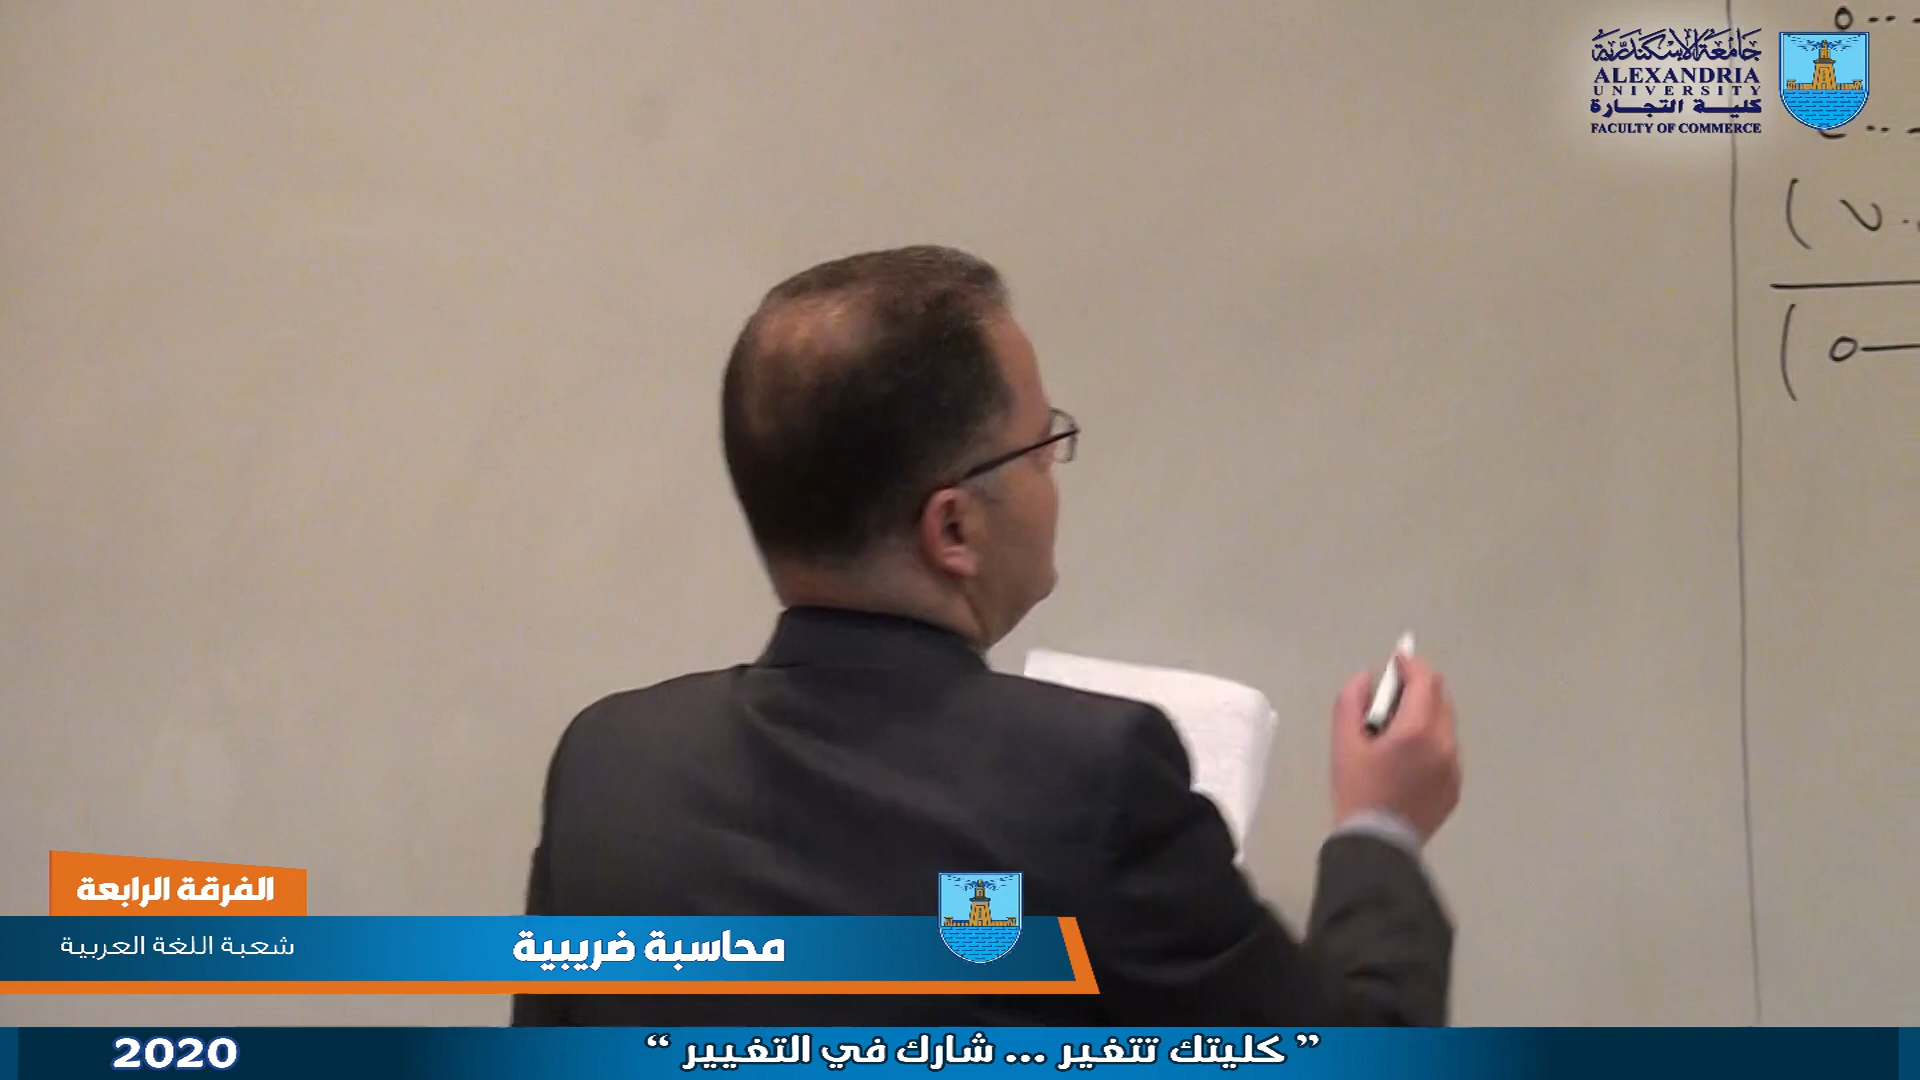 جامعة الإسكندرية
ALEXANDRIA
UNIVERSITY
كلية التجارة
FACULTY OF COMMERCE
الفرقة الرابعة
شعبة اللغة العربية
محاسبة ضريبية
” كليتك تتغير ... شارك في التغيير “
2020